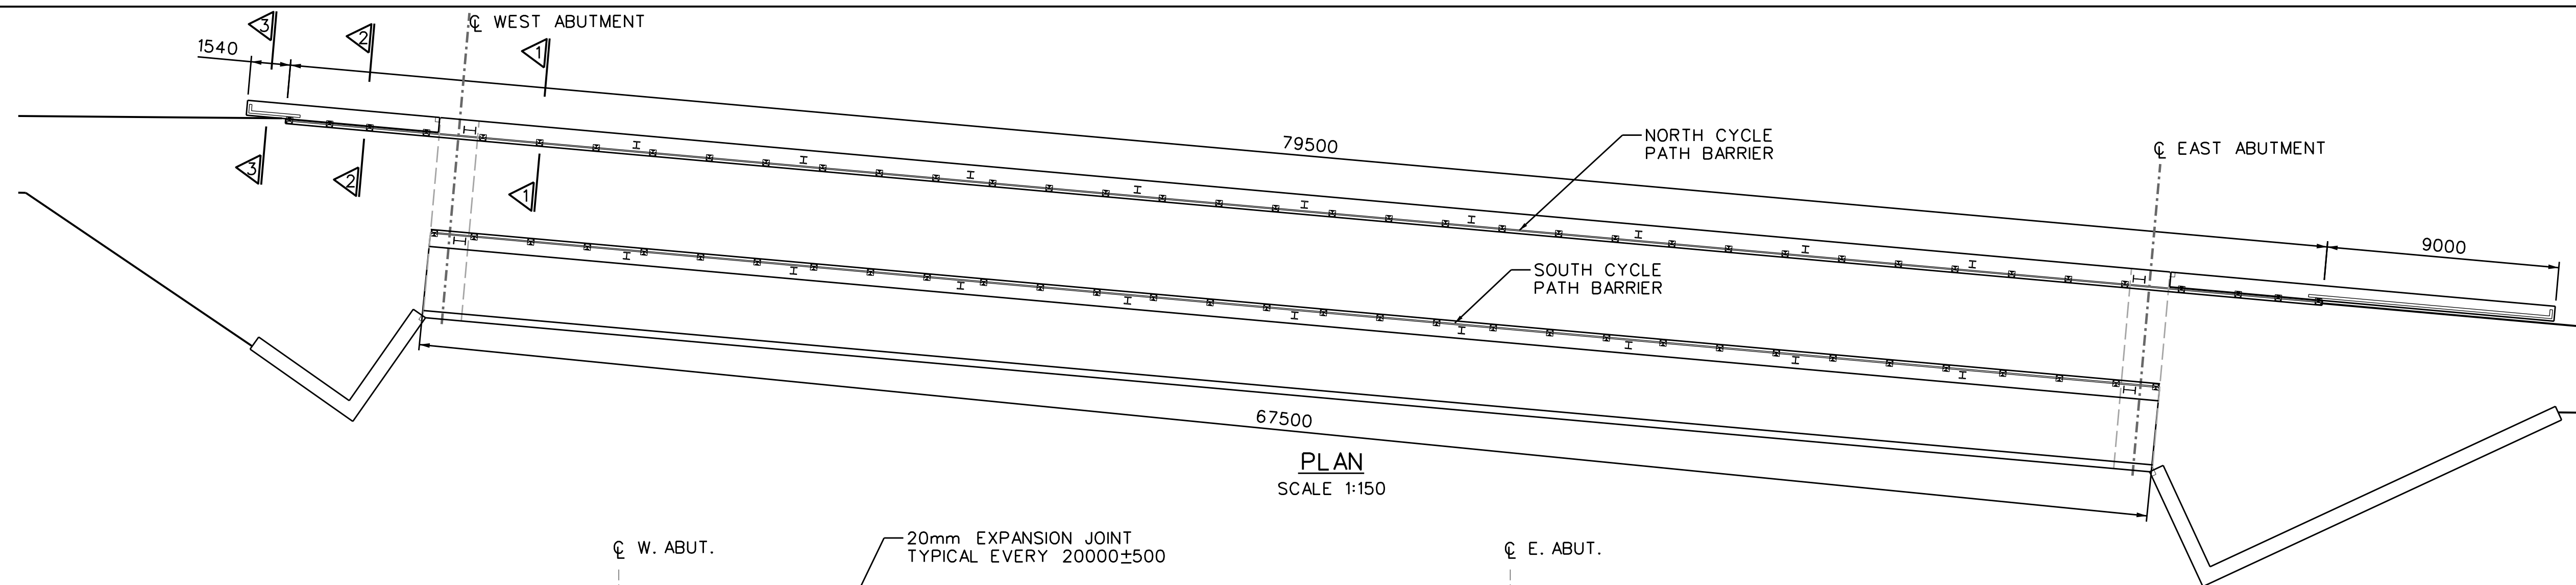 3
2
℄ WEST ABUTMENT
1
1540
79500
NORTH CYCLE
PATH BARRIER
℄ EAST ABUTMENT
3
2
1
9000
SOUTH CYCLE
PATH BARRIER
67500
PLAN
SCALE 1:150
℄ W. ABUT.
20mm EXPANSION JOINT
TYPICAL EVERY 20000±500
℄ E. ABUT.